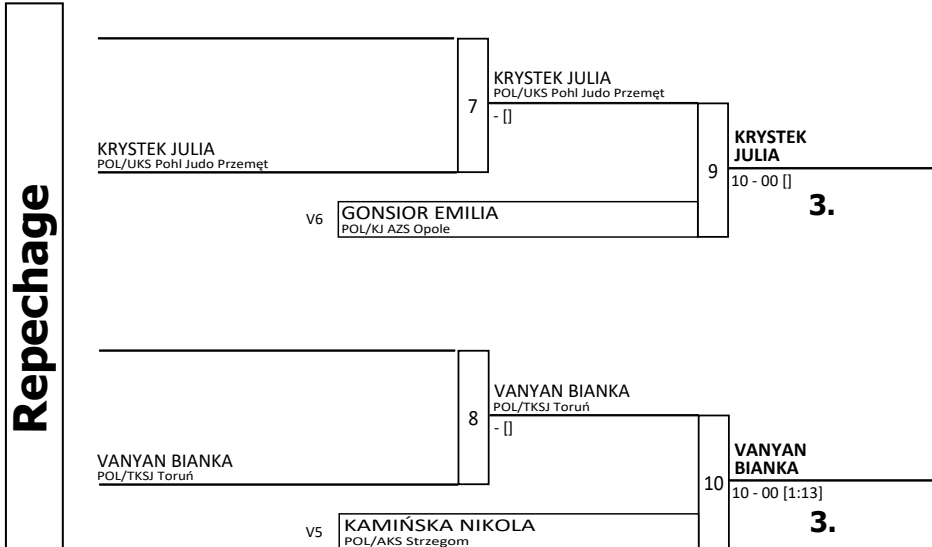 Repechage
KRYSTEK JULIA
POL/UKS Pohl Judo Przemęt
7
KRYSTEK JULIA
POL/UKS Pohl Judo Przemęt
- []
V6
GONSIOR EMILIA
POL/KJ AZS Opole
9
KRYSTEK
JULIA
10 - 00 []
3.
VANYAN BIANKA
POL/TKSJ Toruń
8
VANYAN BIANKA
POL/TKSJ Toruń
- []
V5
KAMIŃSKA NIKOLA
POL/AKS Strzegom
10
VANYAN
BIANKA
10 - 00 [1:13]
3.